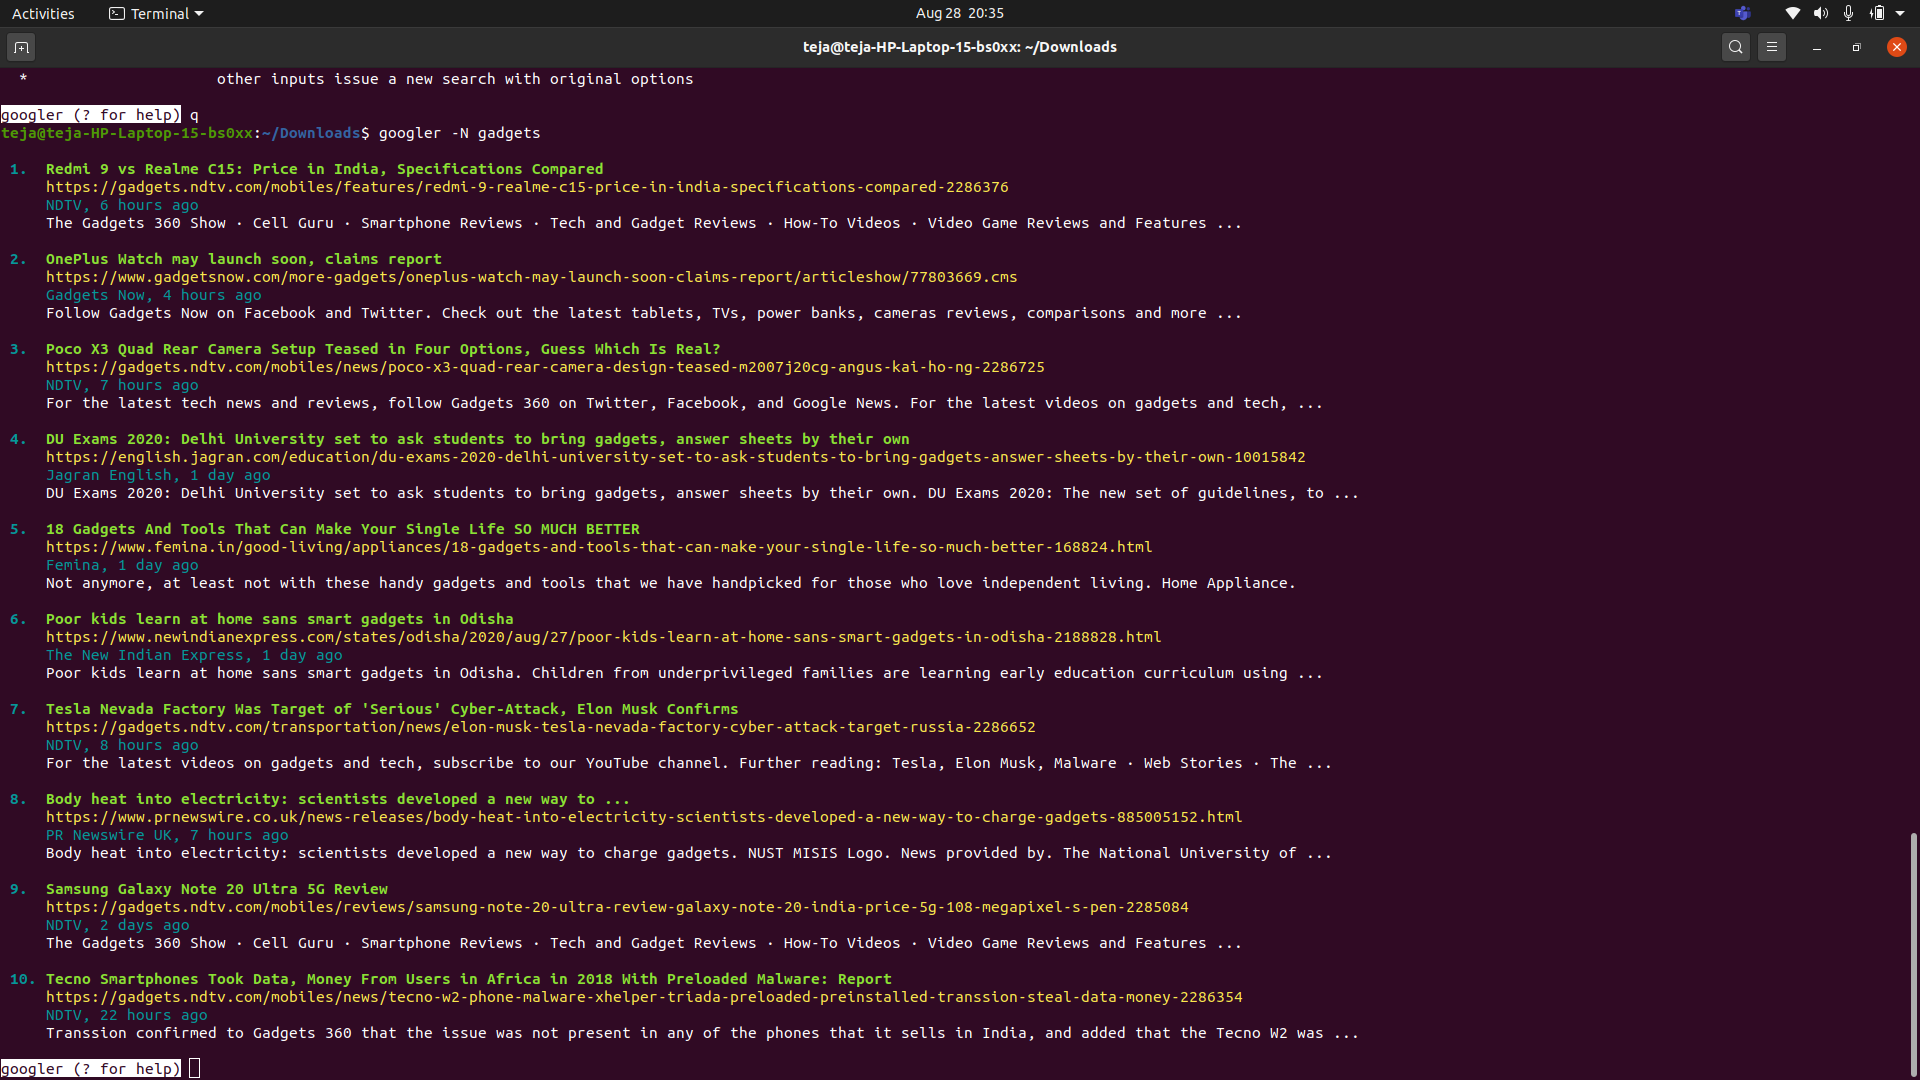 Activities Terminal Aug 28 20:35
teja@teja-HP-Laptop-15-bs0xx: ~/Downloads
* other inputs issue a new search with original options
googler (? for help) q
teja@teja-HP-Laptop-15-bs0xx:~/Downloads$ googler -N gadgets
1. Redmi 9 vs Realme C15: Price in India, Specifications Compared
https://gadgets.ndtv.com/mobiles/features/redmi-9-realme-c15-price-in-india-specifications-compared-2286376
NDTV, 6 hours ago
The Gadgets 360 Show · Cell Guru · Smartphone Reviews · Tech and Gadget Reviews · How-To Videos · Video Game Reviews and Features ...
2. OnePlus Watch may launch soon, claims report
https://www.gadgetsnow.com/more-gadgets/oneplus-watch-may-launch-soon-claims-report/articleshow/77803669.cms
Gadgets Now, 4 hours ago
Follow Gadgets Now on Facebook and Twitter. Check out the latest tablets, TVs, power banks, cameras reviews, comparisons and more ...
3. Poco X3 Quad Rear Camera Setup Teased in Four Options, Guess Which Is Real?
https://gadgets.ndtv.com/mobiles/news/poco-x3-quad-rear-camera-design-teased-m2007j20cg-angus-kai-ho-ng-2286725
NDTV, 7 hours ago
For the latest tech news and reviews, follow Gadgets 360 on Twitter, Facebook, and Google News. For the latest videos on gadgets and tech, ...
4. DU Exams 2020: Delhi University set to ask students to bring gadgets, answer sheets by their own
https://english.jagran.com/education/du-exams-2020-delhi-university-set-to-ask-students-to-bring-gadgets-answer-sheets-by-their-own-10015842
Jagran English, 1 day ago
DU Exams 2020: Delhi University set to ask students to bring gadgets, answer sheets by their own. DU Exams 2020: The new set of guidelines, to ...
5. 18 Gadgets And Tools That Can Make Your Single Life SO MUCH BETTER
https://www.femina.in/good-living/appliances/18-gadgets-and-tools-that-can-make-your-single-life-so-much-better-168824.html
Femina, 1 day ago
Not anymore, at least not with these handy gadgets and tools that we have handpicked for those who love independent living. Home Appliance.
6. Poor kids learn at home sans smart gadgets in Odisha
https://www.newindianexpress.com/states/odisha/2020/aug/27/poor-kids-learn-at-home-sans-smart-gadgets-in-odisha-2188828.html
The New Indian Express, 1 day ago
Poor kids learn at home sans smart gadgets in Odisha. Children from underprivileged families are learning early education curriculum using ...
7. Tesla Nevada Factory Was Target of 'Serious' Cyber-Attack, Elon Musk Confirms
https://gadgets.ndtv.com/transportation/news/elon-musk-tesla-nevada-factory-cyber-attack-target-russia-2286652
NDTV, 8 hours ago
For the latest videos on gadgets and tech, subscribe to our YouTube channel. Further reading: Tesla, Elon Musk, Malware · Web Stories · The ...
8. Body heat into electricity: scientists developed a new way to ...
https://www.prnewswire.co.uk/news-releases/body-heat-into-electricity-scientists-developed-a-new-way-to-charge-gadgets-885005152.html
PR Newswire UK, 7 hours ago
Body heat into electricity: scientists developed a new way to charge gadgets. NUST MISIS Logo. News provided by. The National University of ...
9. Samsung Galaxy Note 20 Ultra 5G Review
https://gadgets.ndtv.com/mobiles/reviews/samsung-note-20-ultra-review-galaxy-note-20-india-price-5g-108-megapixel-s-pen-2285084
NDTV, 2 days ago
The Gadgets 360 Show · Cell Guru · Smartphone Reviews · Tech and Gadget Reviews · How-To Videos · Video Game Reviews and Features ...
10. Tecno Smartphones Took Data, Money From Users in Africa in 2018 With Preloaded Malware: Report
https://gadgets.ndtv.com/mobiles/news/tecno-w2-phone-malware-xhelper-triada-preloaded-preinstalled-transsion-steal-data-money-2286354
NDTV, 22 hours ago
Transsion confirmed to Gadgets 360 that the issue was not present in any of the phones that it sells in India, and added that the Tecno W2 was ...
googler (? for help)